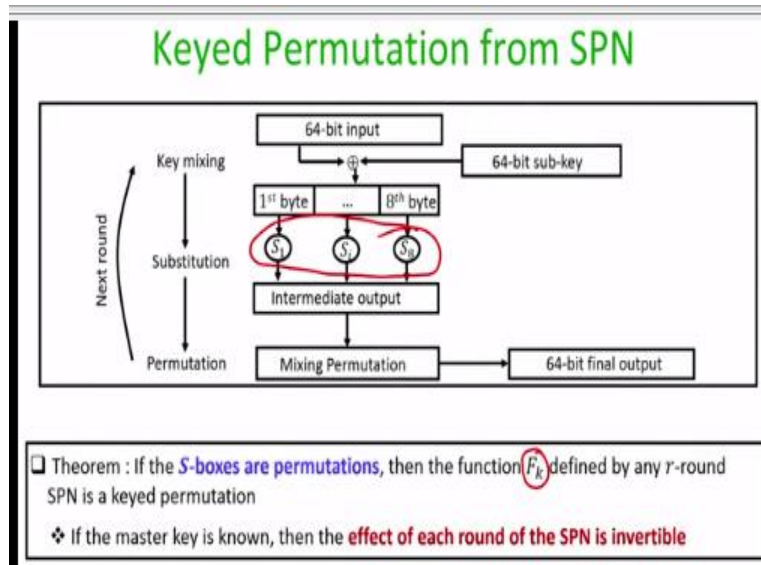 Keyed Permutation from SPN
64-bit input
Key mixing
⊕
64-bit sub-key
1st byte
...
8th byte
Next round
Substitution
S1
Si
S8
Intermediate output
Permutation
Mixing Permutation
64-bit final output
❑ Theorem : If the S-boxes are permutations, then the function Fk defined by any r-round
SPN is a keyed permutation
❖ If the master key is known, then the effect of each round of the SPN is invertible